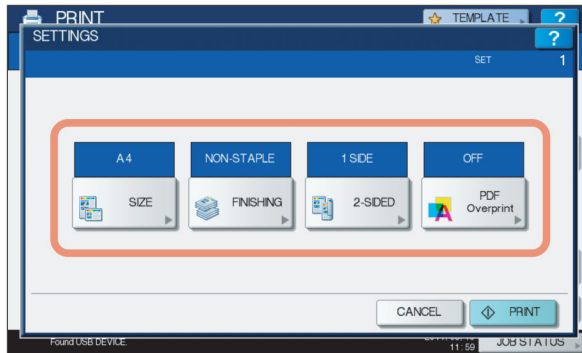 PRINT
TEMPLATE
?
SETTINGS
?
SET 1
A4 NON-STAPLE 1 SIDE OFF
SIZE FINISHING 2-SIDED PDF
Overprint
CANCEL PRINT
Found USB DEVICE.
11:59 JOB STATUS